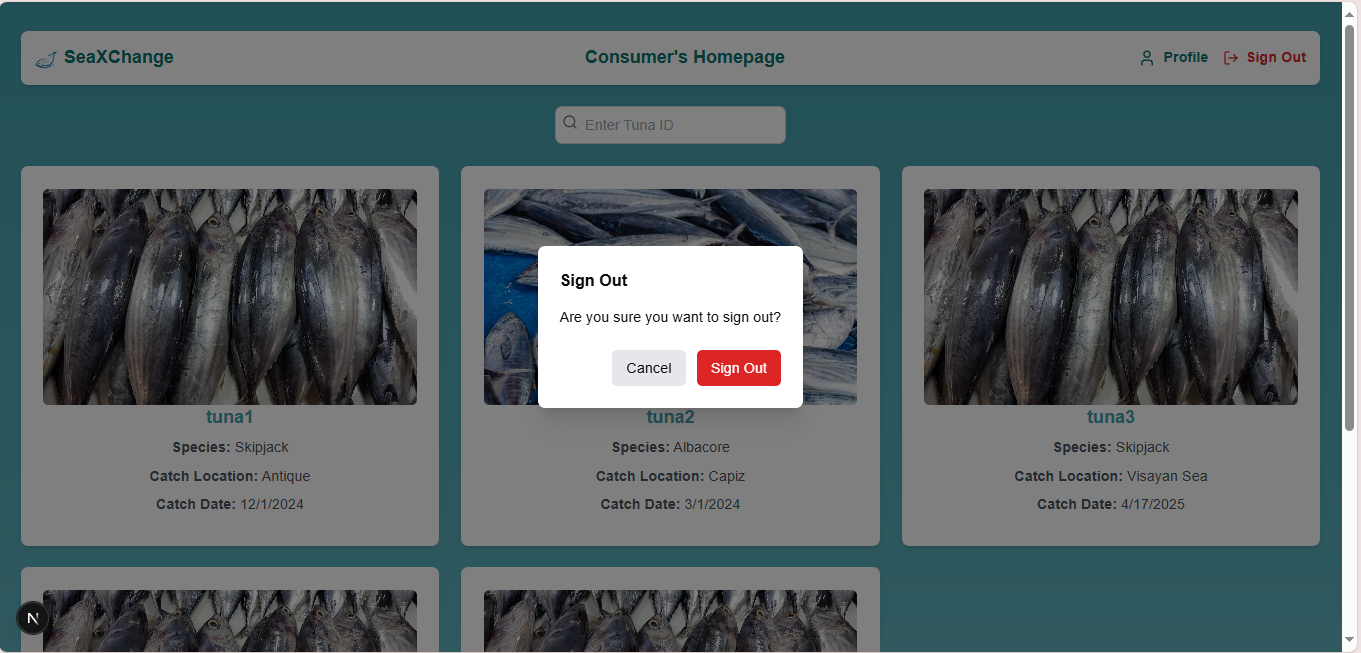 SeaXChange
Consumer's Homepage
Profile
Sign Out
Enter Tuna ID
Sign Out
Are you sure you want to sign out?
Cancel
Sign Out
tuna1
Species: Skipjack
Catch Location: Antique
Catch Date: 12/1/2024
tuna2
Species: Albacore
Catch Location: Capiz
Catch Date: 3/1/2024
tuna3
Species: Skipjack
Catch Location: Visayan Sea
Catch Date: 4/17/2025
N